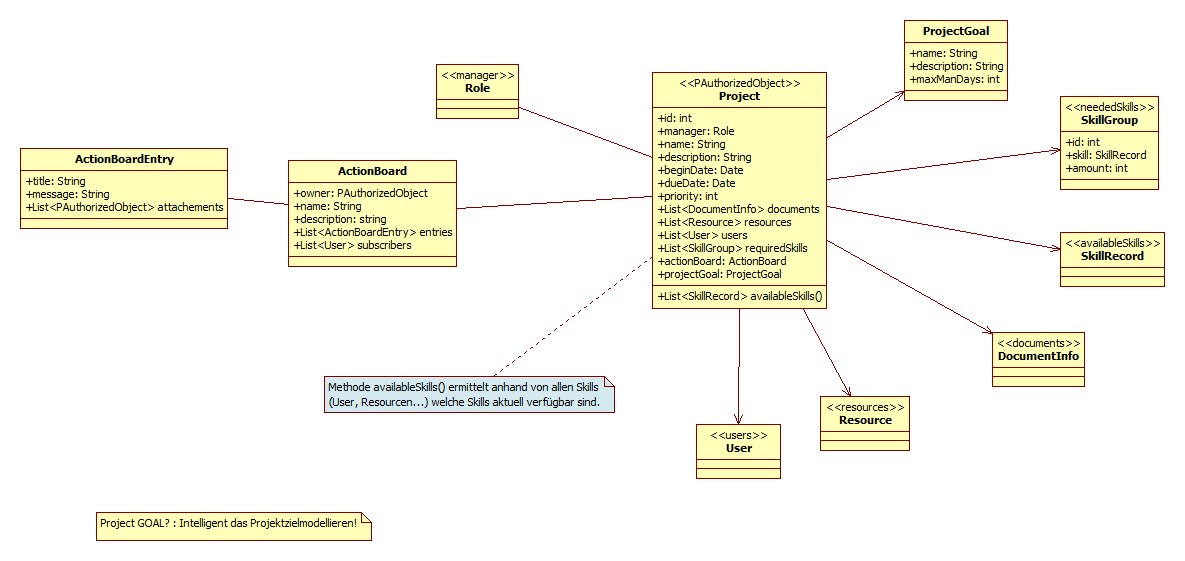 ProjectGoal
+name: String
+description: String
+maxManDays: int
<<manager>>
Role
<<PAuthorizedObject>>
Project
+id: int
+manager: Role
+name: String
+description: String
+beginDate: Date
+dueDate: Date
+priority: int
+List<DocumentInfo> documents
+List<Resource> resources
+List<User> users
+List<SkillGroup> requiredSkills
+actionBoard: ActionBoard
+projectGoal: ProjectGoal
+List<SkillRecord> availableSkills()
<<neededSkills>>
SkillGroup
+id: int
+skill: SkillRecord
+amount: int
ActionBoardEntry
+title: String
+message: String
+List<PAuthorizedObject> attachements
ActionBoard
+owner: PAuthorizedObject
+name: String
+description: string
+List<ActionBoardEntry> entries
+List<User> subscribers
<<availableSkills>>
SkillRecord
<<documents>>
DocumentInfo
Methode availableSkills() ermittelt anhand von allen Skills
(User, Resourcen...) welche Skills aktuell verfügbar sind.
<<resources>>
Resource
<<users>>
User
Project GOAL? : Intelligent das Projektzielmodellieren!